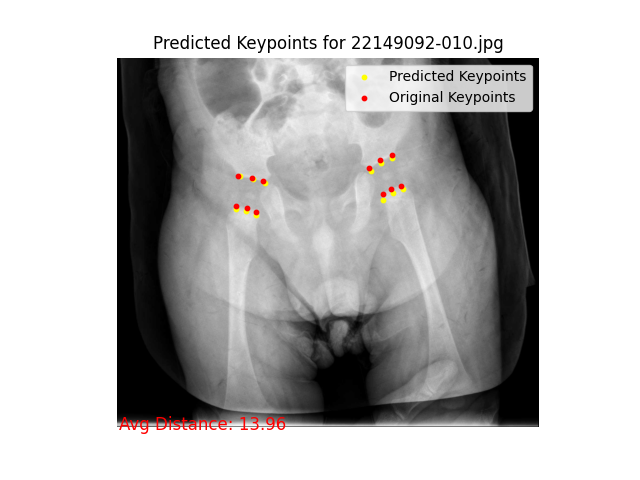 Predicted Keypoints for 22149092-010.jpg
Predicted Keypoints
Original Keypoints
Avg Distance: 13.96